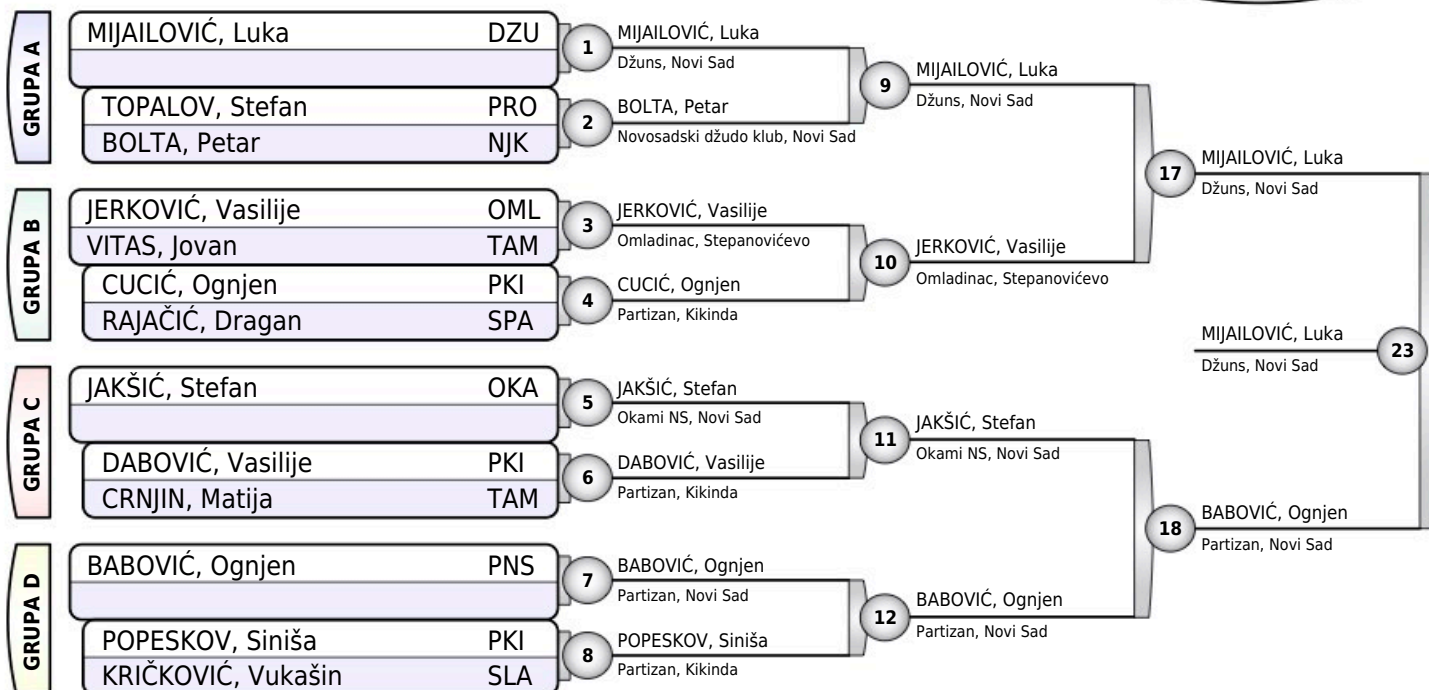 GRUPA A
MIJAILOVIĆ, Luka DZU
TOPALOV, Stefan PRO
BOLTA, Petar NJK
GRUPA B
JERKOVIĆ, Vasilije OML
VITAS, Jovan TAM
CUCIĆ, Ognjen PKI
RAJAČIĆ, Dragan SPA
GRUPA C
JAKŠIĆ, Stefan OKA
DABOVIĆ, Vasilije PKI
CRNJIN, Matija TAM
GRUPA D
BABOVIĆ, Ognjen PNS
POPESKOV, Siniša PKI
KRIČKOVIĆ, Vukašin SLA
1
MIJAILOVIĆ, Luka
Džuns, Novi Sad
2
BOLTA, Petar
Novosadski džudo klub, Novi Sad
3
JERKOVIĆ, Vasilije
Omladinac, Stepanovićevo
4
CUCIĆ, Ognjen
Partizan, Kikinda
5
JAKŠIĆ, Stefan
Okami NS, Novi Sad
6
DABOVIĆ, Vasilije
Partizan, Kikinda
7
BABOVIĆ, Ognjen
Partizan, Novi Sad
8
POPESKOV, Siniša
Partizan, Kikinda
9
MIJAILOVIĆ, Luka
Džuns, Novi Sad
10
JERKOVIĆ, Vasilije
Omladinac, Stepanovićevo
11
JAKŠIĆ, Stefan
Okami NS, Novi Sad
12
BABOVIĆ, Ognjen
Partizan, Novi Sad
17
MIJAILOVIĆ, Luka
Džuns, Novi Sad
18
BABOVIĆ, Ognjen
Partizan, Novi Sad
MIJAILOVIĆ, Luka
Džuns, Novi Sad
23